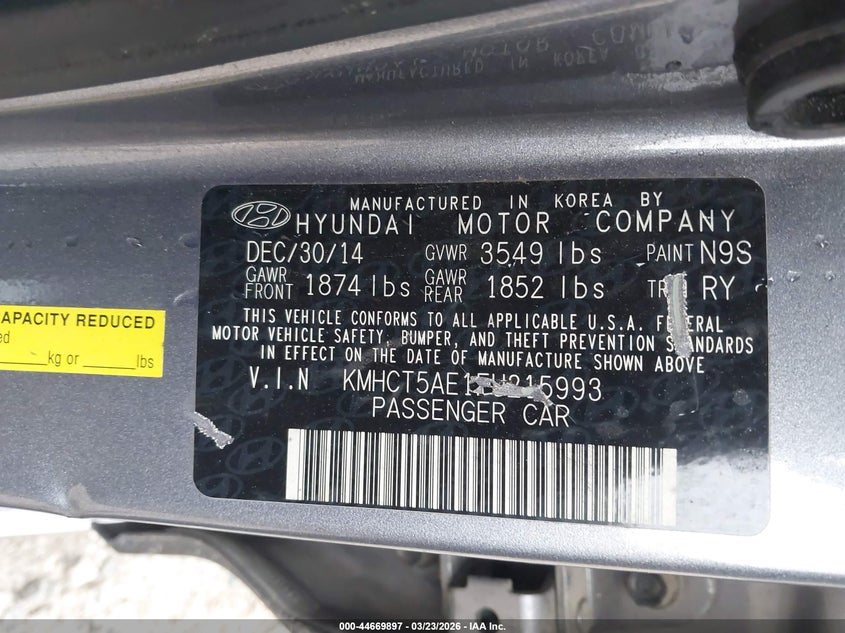 MANUFACTURED IN KOREA BY
HYUNDAI MOTOR COMPANY
DEC/30/14 GVWR 3549 lbs PAINT N9S
GAWR FRONT 1874 lbs GAWR REAR 1852 lbs RY
THIS VEHICLE CONFORMS TO ALL APPLICABLE U.S.A.
MOTOR VEHICLE SAFETY, BUMPER, AND THEFT PREVENTION STANDARDS
IN EFFECT ON THE DATE OF MANUFACTURE SHOWN ABOVE
V.I.N
PASSENGER CAR
CAPACITY REDUCED
kg or lbs
000-44669897 - 03/23/2026 - IAA Inc.